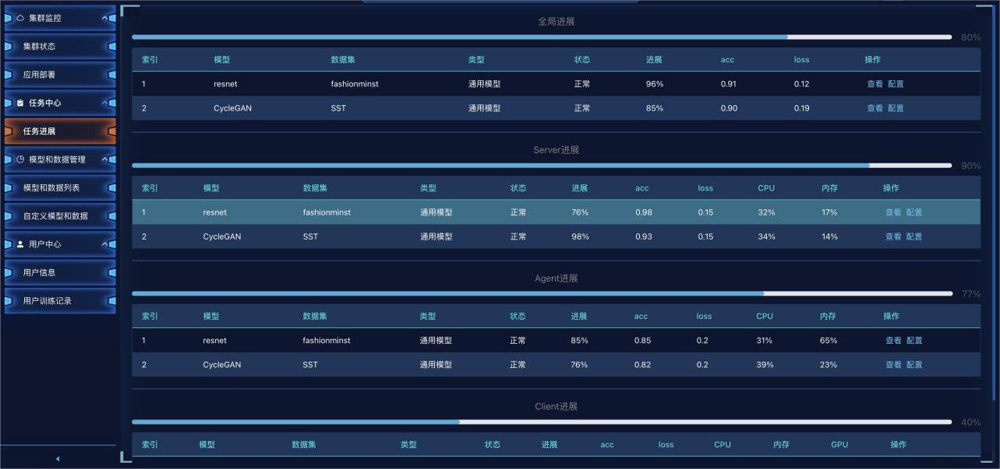 集群监控
集群状态
应用部署
任务中心
任务进展
模型和数据管理
模型和数据列表
自定义模型和数据
用户中心
用户信息
用户训练记录
全局进展
80%
索引 模型 数据集 类型 状态 进展 acc loss 操作
1 resnet fashionminst 通用模型 正常 96% 0.91 0.12 查看 配置
2 CycleGAN SST 通用模型 正常 85% 0.90 0.19 查看 配置
Server进展
90%
索引 模型 数据集 类型 状态 进展 acc loss CPU 内存 操作
1 resnet fashionminst 通用模型 正常 76% 0.98 0.15 32% 17% 查看 配置
2 CycleGAN SST 通用模型 正常 98% 0.93 0.15 34% 14% 查看 配置
Agent进展
77%
索引 模型 数据集 类型 状态 进展 acc loss CPU 内存 操作
1 resnet fashionminst 通用模型 正常 85% 0.85 0.2 31% 65% 查看 配置
2 CycleGAN SST 通用模型 正常 76% 0.82 0.2 39% 23% 查看 配置
Client进展
40%
索引 模型 数据集 类型 状态 进展 acc loss CPU 内存 GPU 操作